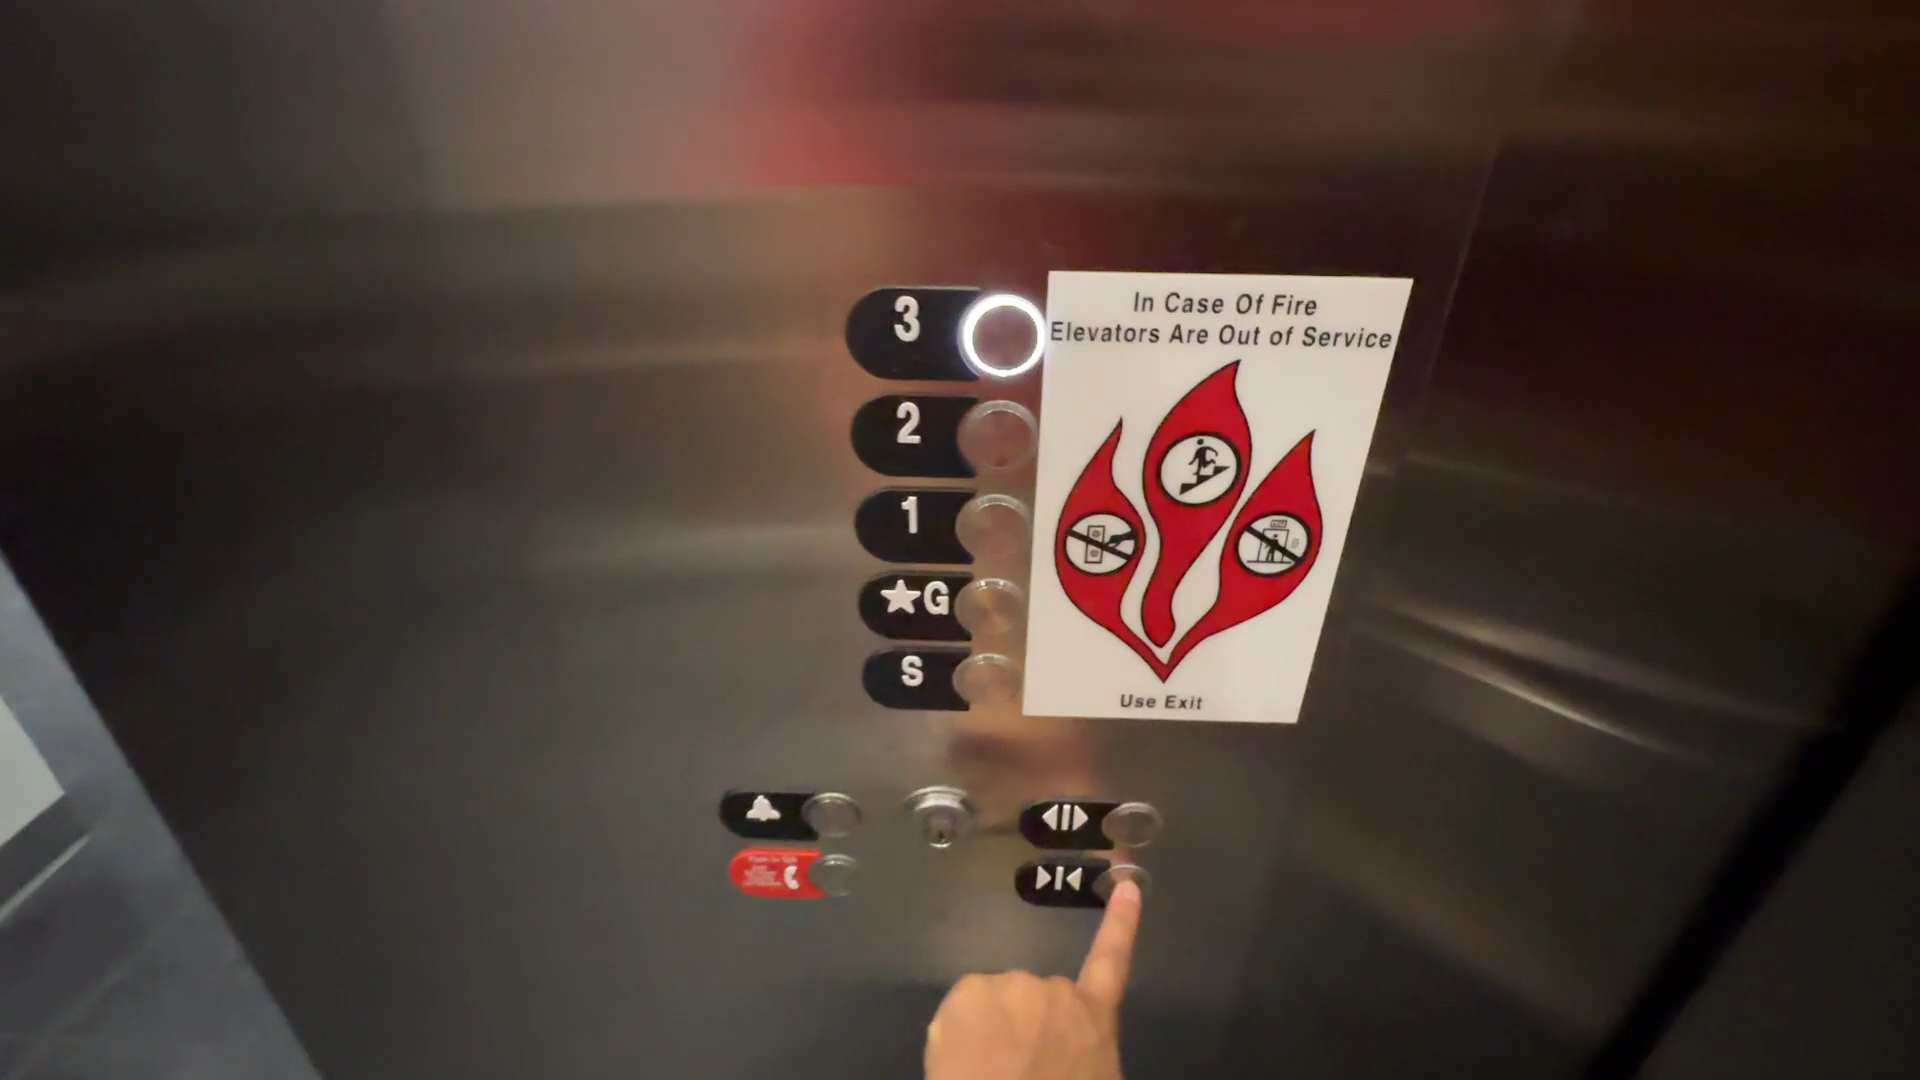 3
2
1
★G
S
In Case Of Fire
Elevators Are Out of Service
Use Exit